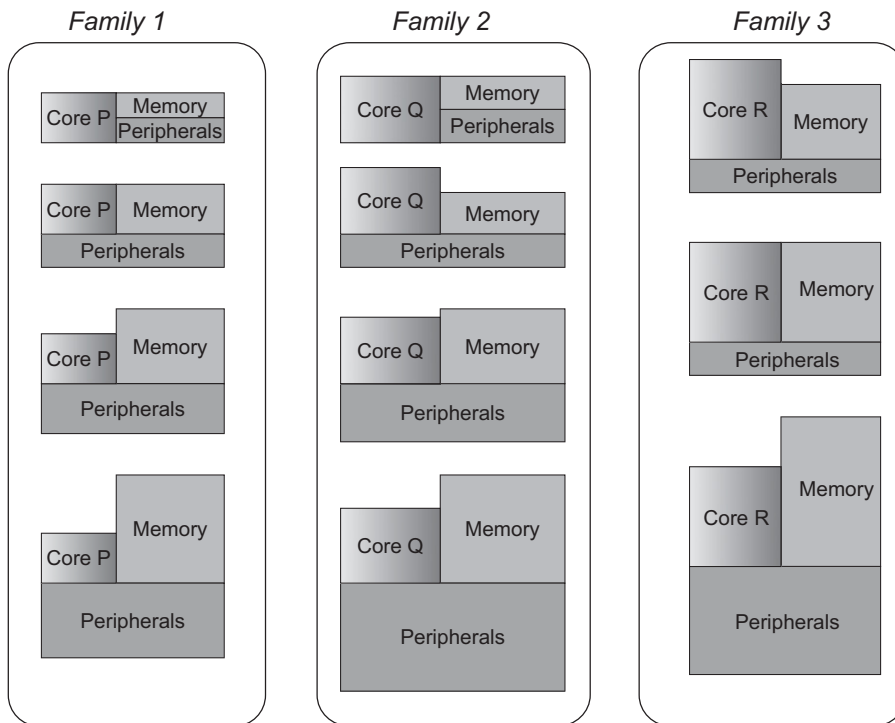 Family 1
Family 2
Family 3
Core P
Memory
Peripherals
Core P
Memory
Peripherals
Core P
Memory
Peripherals
Core P
Memory
Peripherals
Core Q
Memory
Peripherals
Core Q
Memory
Peripherals
Core Q
Memory
Peripherals
Core Q
Memory
Peripherals
Core R
Memory
Peripherals
Core R
Memory
Peripherals
Core R
Memory
Peripherals